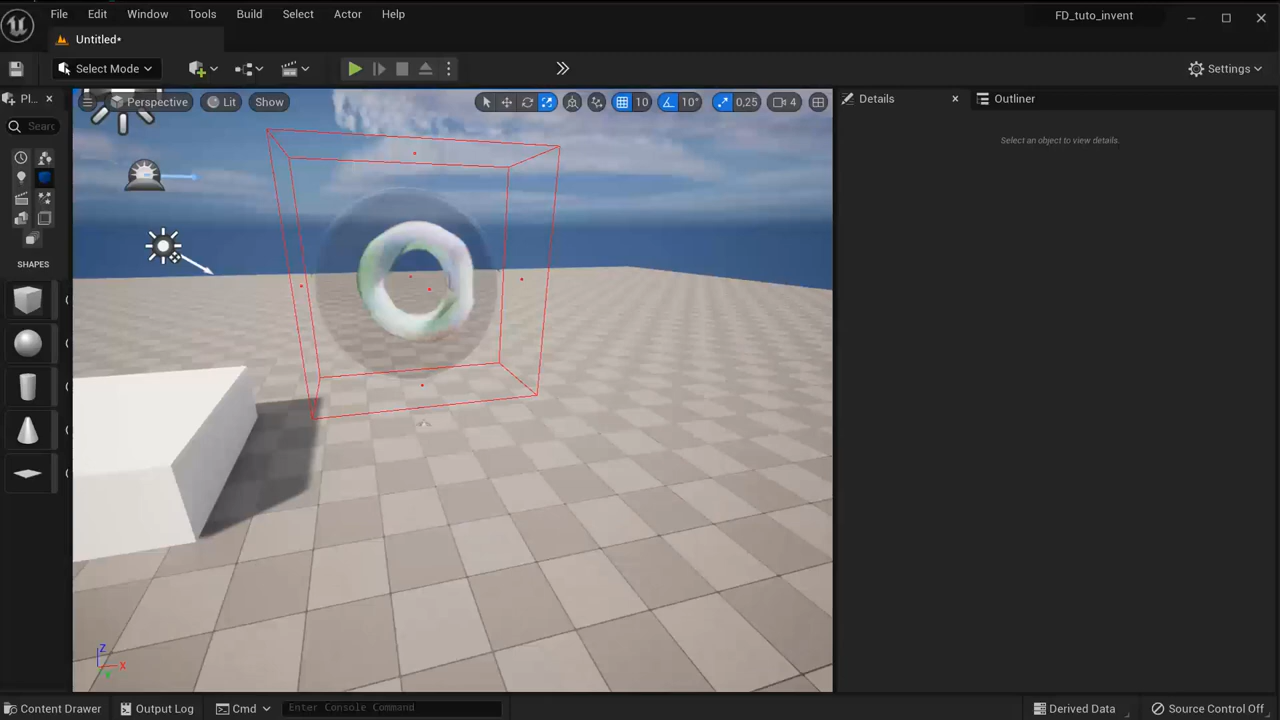 File Edit Window Tools Build Select Actor Help FD_tuto_invent
Untitled*
Select Mode Settings
Pl... Perspective Lit Show 10 10° 0,25 4 Details Outliner
Sear
Select an object to view details.
SHAPES
Z
X
Y
Content Drawer Output Log Cmd Enter Console Command Derived Data Source Control Off